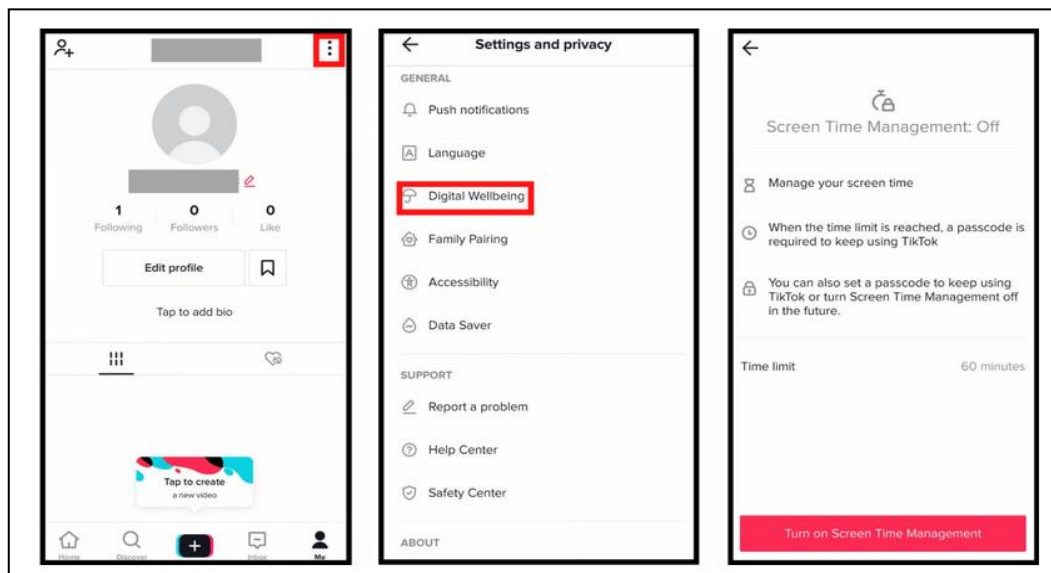 1
0
0
Following
Followers
Like
Edit profile
Tap to add bio
Tap to create
a new video
Home
Discover
Inbox
Me
Settings and privacy
GENERAL
Push notifications
A Language
Digital Wellbeing
Family Pairing
Accessibility
Data Saver
SUPPORT
Report a problem
Help Center
Safety Center
ABOUT
Screen Time Management: Off
Manage your screen time
When the time limit is reached, a passcode is
required to keep using TikTok
You can also set a passcode to keep using
TikTok or turn Screen Time Management off
in the future.
Time limit 60 minutes
Turn on Screen Time Management